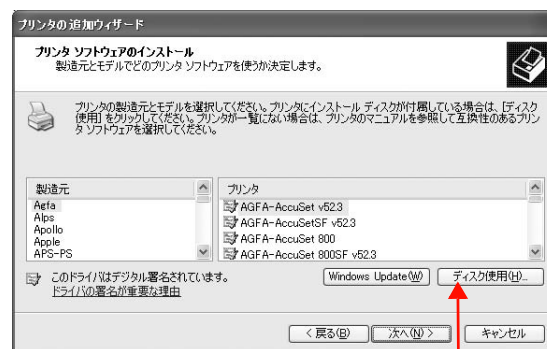 プリンタの追加ウィザード
プリンタ ソフトウェアのインストール
製造元とモデルでどのプリンタ ソフトウェアを使うか決定します。
プリンタの製造元とモデルを選択してください。プリンタにインストール ディスクが付属している場合は、[ディスク
使用] をクリックしてください。プリンタが一覧にない場合は、プリンタのマニュアルを参照して互換性のあるプリン
タ ソフトウェアを選択してください。
製造元
Agfa
Alps
Apollo
Apple
APS-PS
プリンタ
AGFA-AccuSet v52.3
AGFA-AccuSetSF v52.3
AGFA-AccuSet 800
AGFA-AccuSet 800SF v52.3
このドライバはデジタル署名されています。
ドライバの署名が重要な理由
Windows Update(W)
ディスク使用(H)...
< 戻る(B)
次へ(N) >
キャンセル